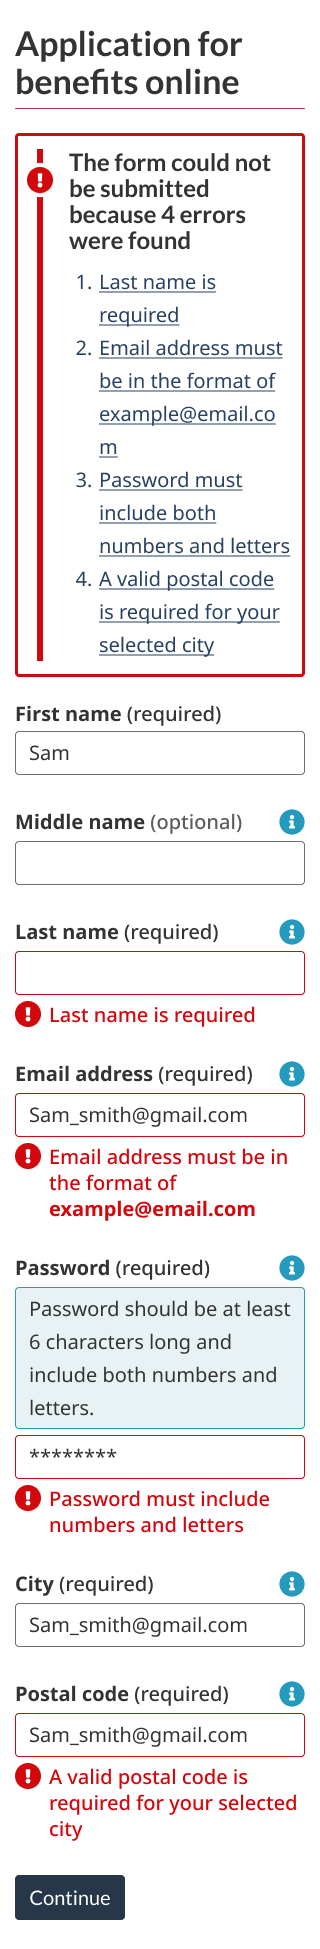 Application for
benefits online
The form could not
be submitted
because 4 errors
were found
1. Last name is
required
2. Email address must
be in the format of
example@email.co
m
3. Password must
include both
numbers and letters
4. A valid postal code
is required for your
selected city
First name (required)
Sam
Middle name (optional)
Last name (required)
Last name is required
Email address (required)
Sam_smith@gmail.com
Email address must be in
the format of
example@email.com
Password (required)
Password should be at least
6 characters long and
include both numbers and
letters.
********
Password must include
numbers and letters
City (required)
Sam_smith@gmail.com
Postal code (required)
Sam_smith@gmail.com
A valid postal code is
required for your selected
city
Continue